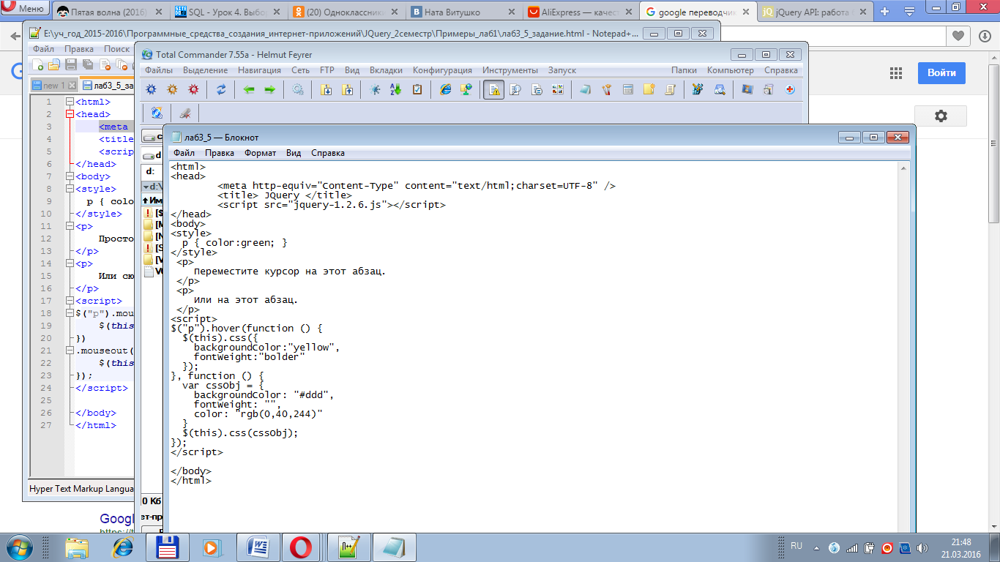 Меню
Пятая волна (2016)
SQL - Урок 4. Выбо
(20) Одноклассник
Ната Витушко
AliExpress — качест
google переводчик
jQuery API: работа
E:\уч_год_2015-2016\Программные_средства_создания_интернет-приложений\JQuery_2семестр\Примеры_лаб1\лаб3_5_задание.html - Notepad+...
Файл Правка Поиск
new 1 лаб3_5_за
1 <html>
2 <head>
3 <meta
4 <title
5 <scrip
6 </head>
7 <body>
8 <style>
9 p { colo
10 </style>
11 <p>
12 Просто
13 </p>
14 <p>
15 Или сю
16 </p>
17 <script>
18 $("p").mou
19 $(this
20 })
21 .mouseout(
22 $(this
23 });
24 </script>
25
26 </body>
27 </html>
Hyper Text Markup Langua
Total Commander 7.55a - Helmut Feyrer
Файлы Выделение Навигация Сеть FTP Вид Вкладки Конфигурация Инструменты Запуск Папки Компьютер Справка
c
d
d:
d:\
Им
[$
[M
[N
[S
[V
0 Кб
ет-пр
лаб3_5 — Блокнот
Файл Правка Формат Вид Справка
<html>
<head>
<meta http-equiv="Content-Type" content="text/html;charset=UTF-8" />
<title> JQuery </title>
<script src="jquery-1.2.6.js"></script>
</head>
<body>
<style>
p { color:green; }
</style>
<p>
Переместите курсор на этот абзац.
</p>
<p>
Или на этот абзац.
</p>
<script>
$("p").hover(function () {
$(this).css({
backgroundColor:"yellow",
fontWeight:"bolder"
});
}, function () {
var cssObj = {
backgroundColor: "#ddd",
fontWeight: "",
color: "rgb(0,40,244)"
}
$(this).css(cssObj);
});
</script>
</body>
</html>
Войти
Googl
RU
21:48
21.03.2016